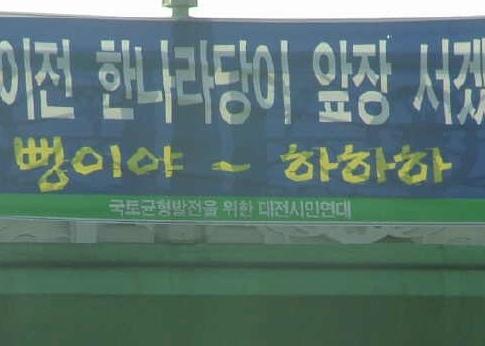 이전 한나라당이 앞장 서겠
뻥이야 ~ 하하하
국토균형발전을 위한 대전시민연대